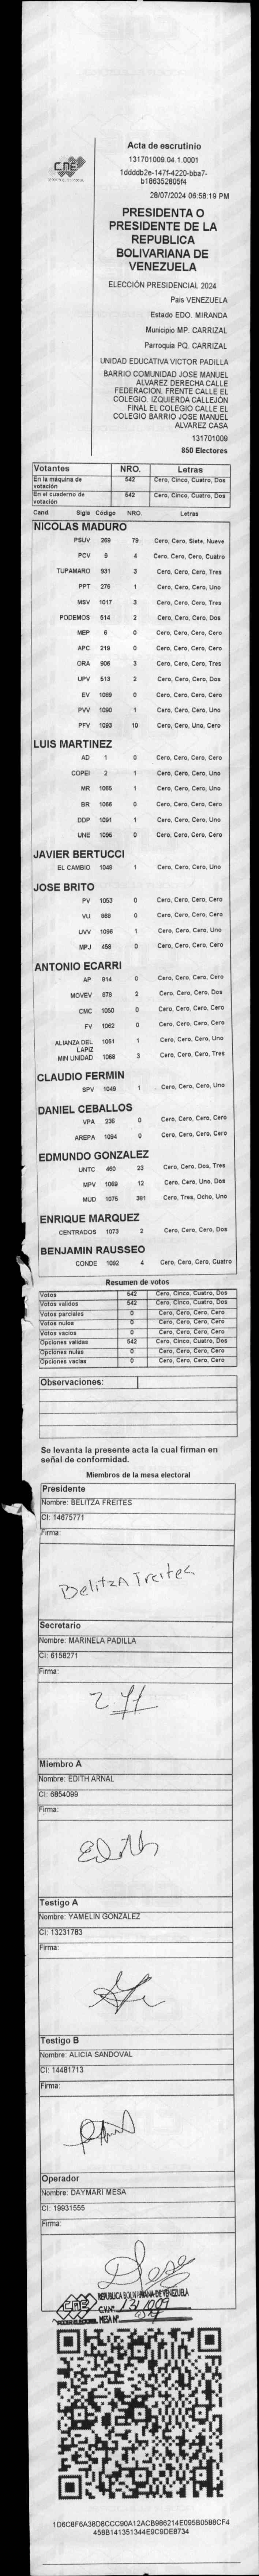 CNE
PODER ELECTORAL
Acta de escrutinio
131701009.04.1.0001
1ddddb2e-147f-4220-bba7-
b186352805f4
28/07/2024 06:58:19 PM
PRESIDENTA O
PRESIDENTE DE LA
REPUBLICA
BOLIVARIANA DE
VENEZUELA
ELECCIÓN PRESIDENCIAL 2024
Pais VENEZUELA
Estado EDO. MIRANDA
Municipio MP. CARRIZAL
Parroquia PQ. CARRIZAL
UNIDAD EDUCATIVA VICTOR PADILLA
BARRIO COMUNIDAD JOSE MANUEL
ALVAREZ DERECHA CALLE
FEDERACION. FRENTE CALLE EL
COLEGIO. IZQUIERDA CALLEJÓN
FINAL EL COLEGIO CALLE EL
COLEGIO BARRIO JOSE MANUEL
ALVAREZ CASA
131701009
850 Electores
Votantes NRO. Letras
En la máquina de votación 542 Cero, Cinco, Cuatro, Dos
En el cuaderno de votación 542 Cero, Cinco, Cuatro, Dos
Cand. Sigla Código NRO. Letras
NICOLAS MADURO
PSUV 269 79 Cero, Cero, Siete, Nueve
PCV 9 4 Cero, Cero, Cero, Cuatro
TUPAMARO 931 3 Cero, Cero, Cero, Tres
PPT 276 1 Cero, Cero, Cero, Uno
MSV 1017 3 Cero, Cero, Cero, Tres
PODEMOS 514 2 Cero, Cero, Cero, Dos
MEP 6 0 Cero, Cero, Cero, Cero
APC 219 0 Cero, Cero, Cero, Cero
ORA 906 3 Cero, Cero, Cero, Tres
UPV 513 2 Cero, Cero, Cero, Dos
EV 1089 0 Cero, Cero, Cero, Cero
PVV 1090 1 Cero, Cero, Cero, Uno
PFV 1093 10 Cero, Cero, Uno, Cero
LUIS MARTINEZ
AD 1 0 Cero, Cero, Cero, Cero
COPEI 2 1 Cero, Cero, Cero, Uno
MR 1065 1 Cero, Cero, Cero, Uno
BR 1066 0 Cero, Cero, Cero, Cero
DDP 1091 1 Cero, Cero, Cero, Uno
UNE 1095 0 Cero, Cero, Cero, Cero
JAVIER BERTUCCI
EL CAMBIO 1048 1 Cero, Cero, Cero, Uno
JOSE BRITO
PV 1053 0 Cero, Cero, Cero, Cero
VU 868 0 Cero, Cero, Cero, Cero
UVV 1096 1 Cero, Cero, Cero, Uno
MPJ 458 0 Cero, Cero, Cero, Cero
ANTONIO ECARRI
AP 914 0 Cero, Cero, Cero, Cero
MOVEV 878 2 Cero, Cero, Cero, Dos
CMC 1050 0 Cero, Cero, Cero, Cero
FV 1062 0 Cero, Cero, Cero, Cero
ALIANZA DEL LAPIZ 1051 1 Cero, Cero, Cero, Uno
MIN UNIDAD 1068 3 Cero, Cero, Cero, Tres
CLAUDIO FERMIN
SPV 1049 1 Cero, Cero, Cero, Uno
DANIEL CEBALLOS
VPA 236 0 Cero, Cero, Cero, Cero
AREPA 1094 0 Cero, Cero, Cero, Cero
EDMUNDO GONZALEZ
UNTC 460 23 Cero, Cero, Dos, Tres
MPV 1069 12 Cero, Cero, Uno, Dos
MUD 1075 381 Cero, Tres, Ocho, Uno
ENRIQUE MARQUEZ
CENTRADOS 1073 2 Cero, Cero, Cero, Dos
BENJAMIN RAUSSEO
CONDE 1092 4 Cero, Cero, Cero, Cuatro
Resumen de votos
Votos 542 Cero, Cinco, Cuatro, Dos
Votos validos 542 Cero, Cinco, Cuatro, Dos
Votos parciales 0 Cero, Cero, Cero, Cero
Votos nulos 0 Cero, Cero, Cero, Cero
Votos vacios 0 Cero, Cero, Cero, Cero
Opciones validas 542 Cero, Cinco, Cuatro, Dos
Opciones nulas 0 Cero, Cero, Cero, Cero
Opciones vacias 0 Cero, Cero, Cero, Cero
Observaciones:
Se levanta la presente acta la cual firman en
señal de conformidad.
Miembros de la mesa electoral
Presidente
Nombre: BELITZA FREITES
CI: 14675771
Firma:
Belitza Freites
Secretario
Nombre: MARINELA PADILLA
CI: 6158271
Firma:
Miembro A
Nombre: EDITH ARNAL
CI: 6854099
Firma:
Edith
Testigo A
Nombre: YAMELIN GONZALEZ
CI: 13231783
Firma:
Testigo B
Nombre: ALICIA SANDOVAL
CI: 14481713
Firma:
Operador
Nombre: DAYMARI MESA
CI: 19931555
Firma:
REPUBLICA BOLIVARIANA DE VENEZUELA
CNE
PODER ELECTORAL
MESA Nº
1D6C8F6A38D8CCC90A12ACB986214E095B0588CF4
458B141351344E9C9DE8734